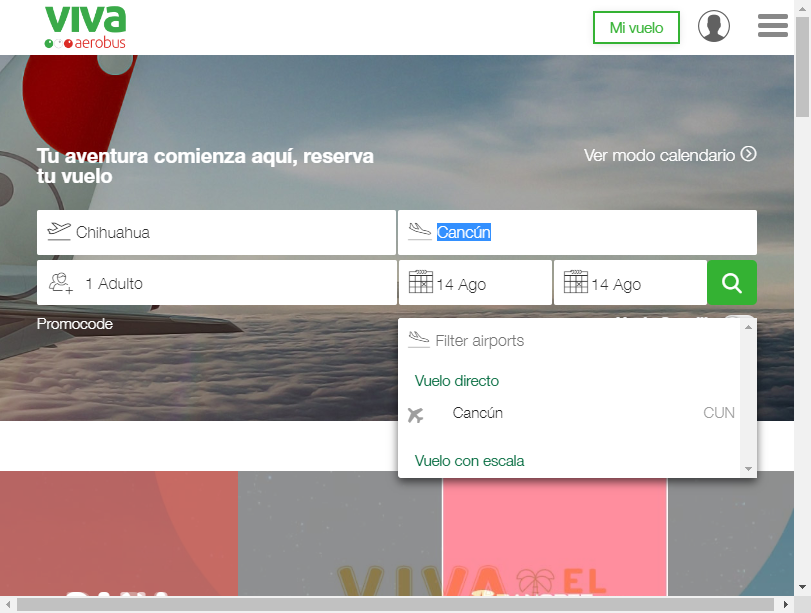 viva
aerobus
Mi vuelo
Tu aventura comienza aquí, reserva
tu vuelo
Ver modo calendario
Chihuahua
Cancún
1 Adulto
14 Ago
14 Ago
Promocode
Filter airports
Vuelo directo
Cancún
CUN
Vuelo con escala
VIVA EL